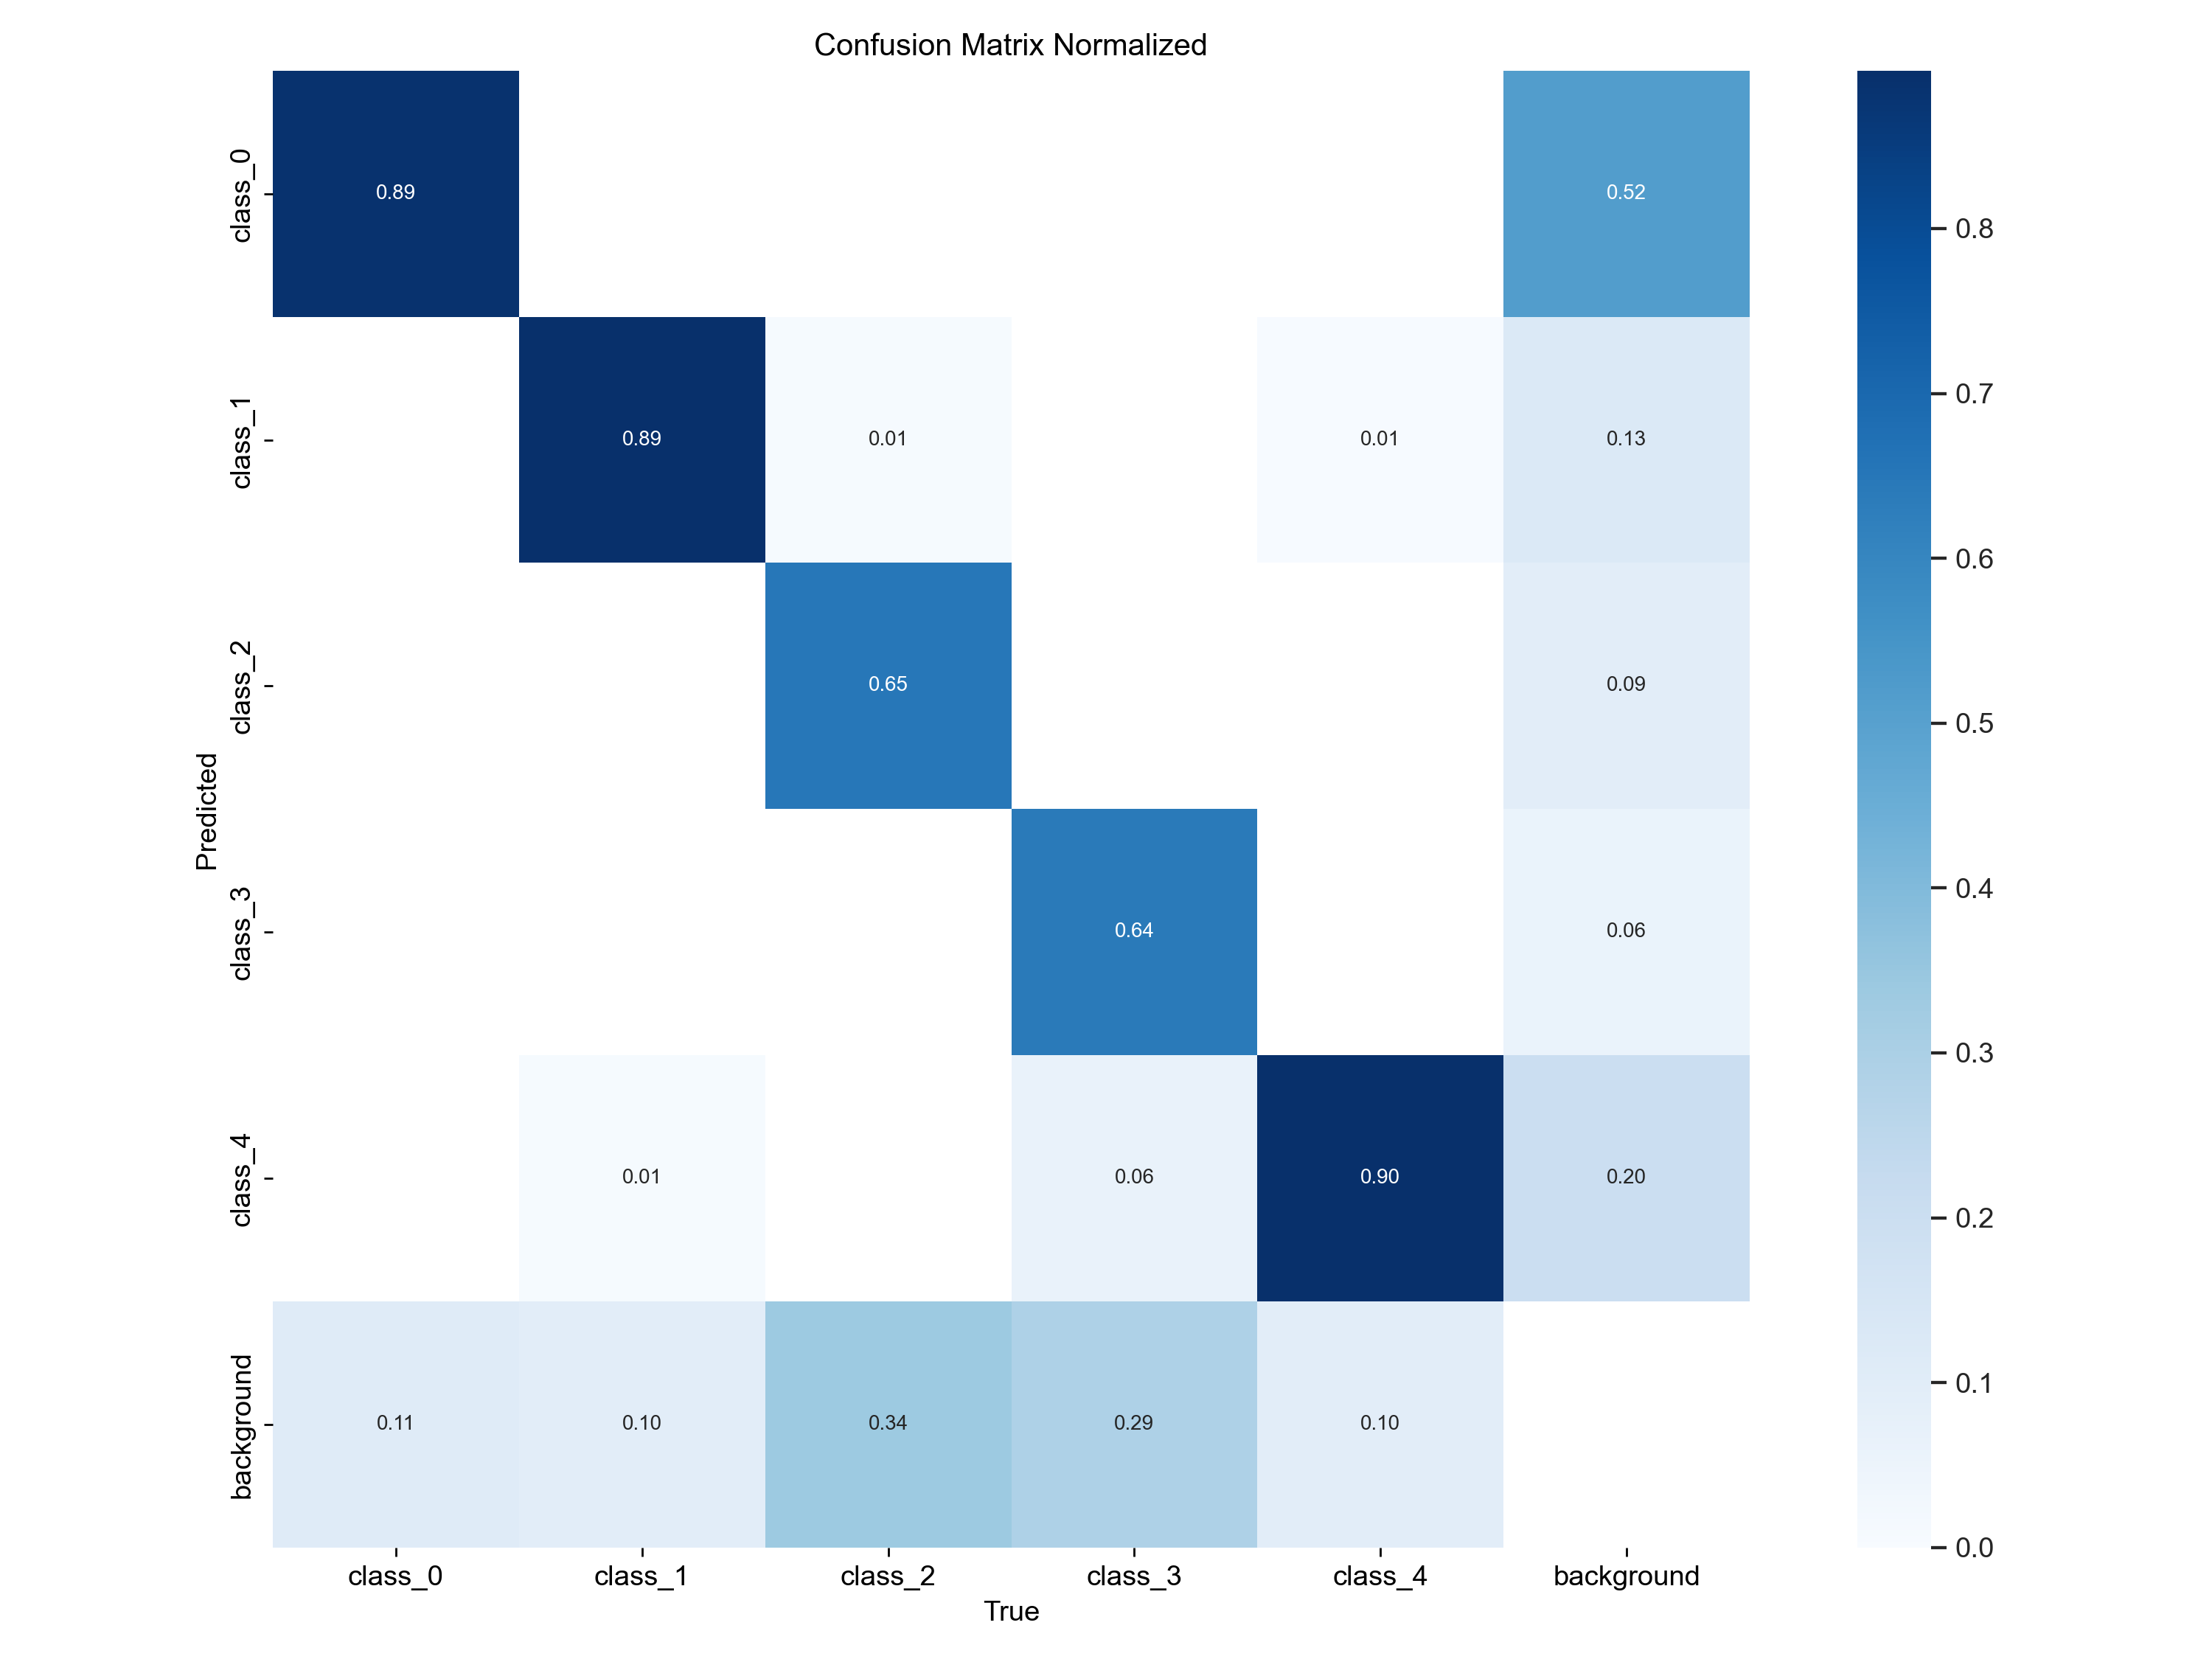 Confusion Matrix Normalized
class_0
0.89
0.52
class_1
0.89
0.01
0.01
0.13
class_2
0.65
0.09
class_3
0.64
0.06
class_4
0.01
0.06
0.90
0.20
background
0.11
0.10
0.34
0.29
0.10
Predicted
class_0
class_1
class_2
class_3
class_4
background
True
0.8
0.7
0.6
0.5
0.4
0.3
0.2
0.1
0.0